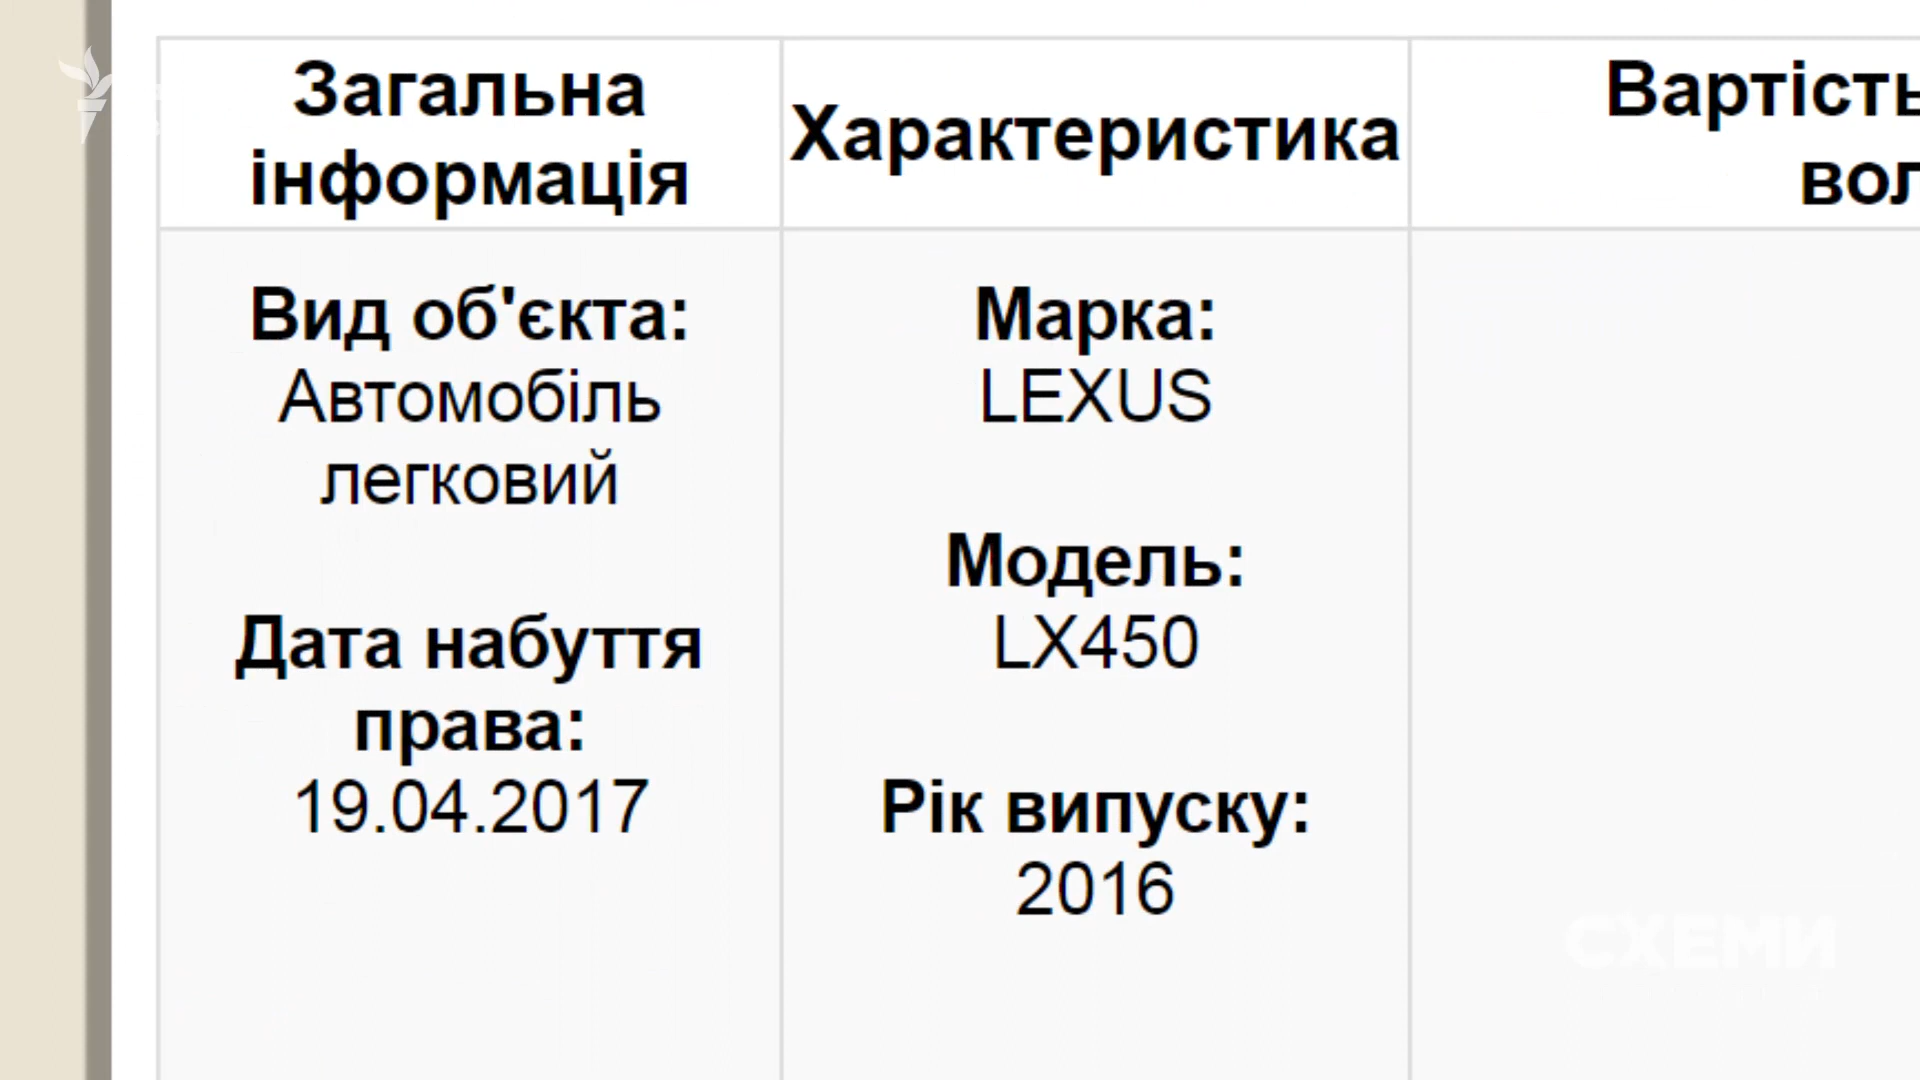 Загальна
інформація
Характеристика
Вартість
вол
Вид об'єкта:
Автомобіль
легковий
Дата набуття
права:
19.04.2017
Марка:
LEXUS
Модель:
LX450
Рік випуску:
2016
СХЕМИ